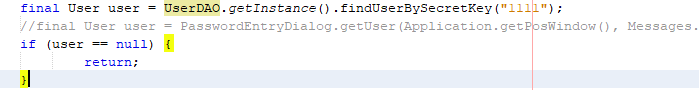 final User user = UserDAO.getInstance().findUserBySecretKey("1111");
//final User user = PasswordEntryDialog.getUser(Application.getPosWindow(), Messages.
if (user == null) {
return;
}